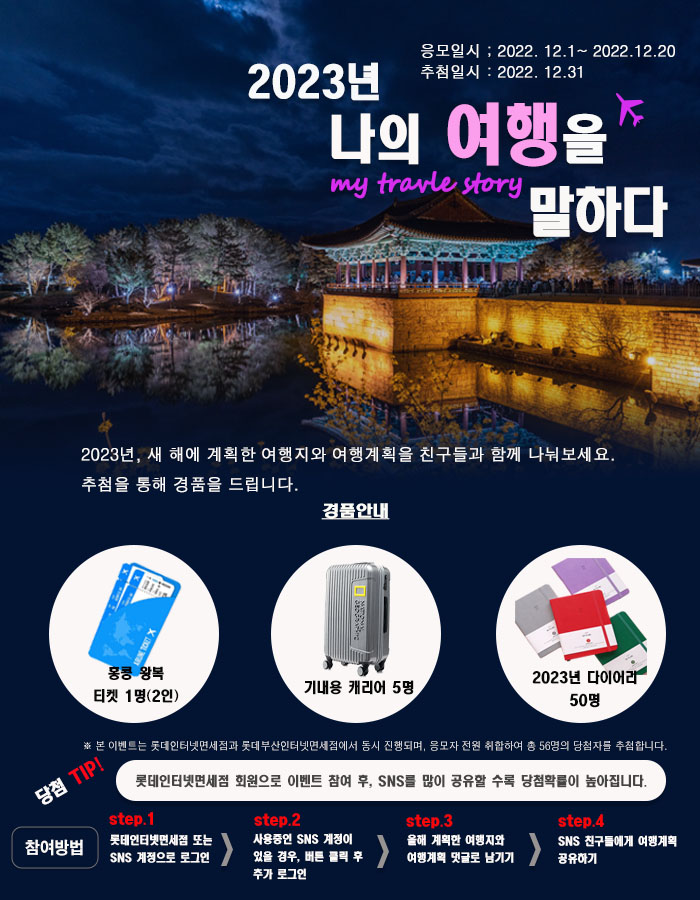 응모일시 ; 2022. 12.1~ 2022.12.20
추첨일시 : 2022. 12.31
2023년
나의 여행을
my travle story
말하다
2023년, 새 해에 계획한 여행지와 여행계획을 친구들과 함께 나눠보세요.
추첨을 통해 경품을 드립니다.
경품안내
홍콩 왕복
티켓 1명(2인)
기내용 캐리어 5명
2023년 다이어리
50명
※ 본 이벤트는 롯데인터넷면세점과 롯데부산인터넷면세점에서 동시 진행되며, 응모자 전원 취합하여 총 56명의 당첨자를 추첨합니다.
당첨 TIP!
롯데인터넷면세점 회원으로 이벤트 참여 후, SNS를 많이 공유할 수록 당첨확률이 높아집니다.
참여방법
step.1
롯데인터넷면세점 또는
SNS 계정으로 로그인
step.2
사용중인 SNS 계정이
있을 경우, 버튼 클릭 후
추가 로그인
step.3
올해 계획한 여행지와
여행계획 댓글로 남기기
step.4
SNS 친구들에게 여행계획
공유하기